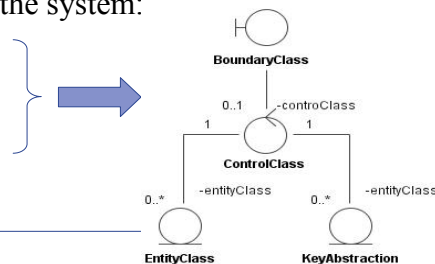 the system:
BoundaryClass
0..1
-controClass
1
1
ControlClass
-entityClass
-entityClass
0..*
0..*
EntityClass
KeyAbstraction